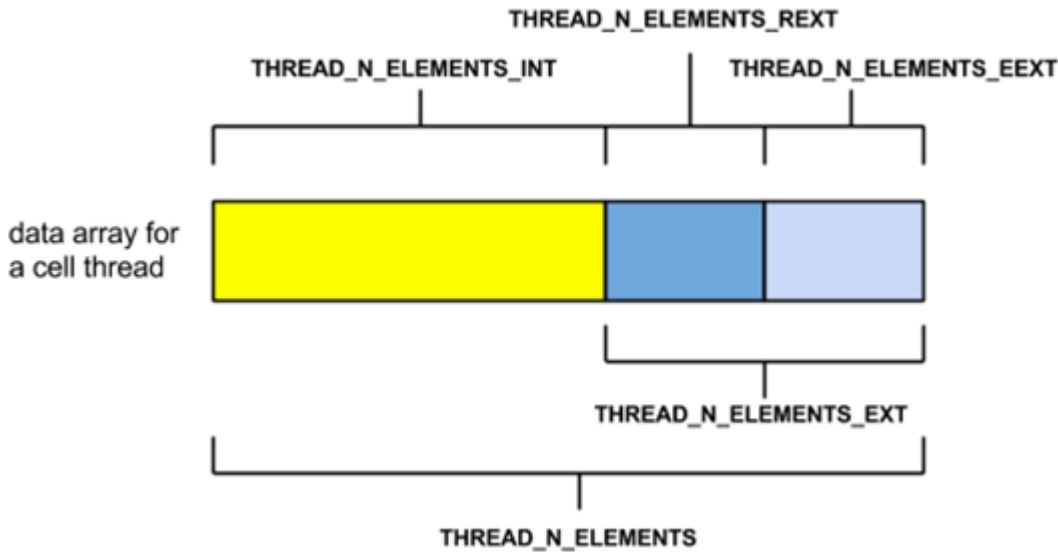 THREAD_N_ELEMENTS_REXT
THREAD_N_ELEMENTS_INT
THREAD_N_ELEMENTS_EEXT
data array for
a cell thread
THREAD_N_ELEMENTS_EXT
THREAD_N_ELEMENTS